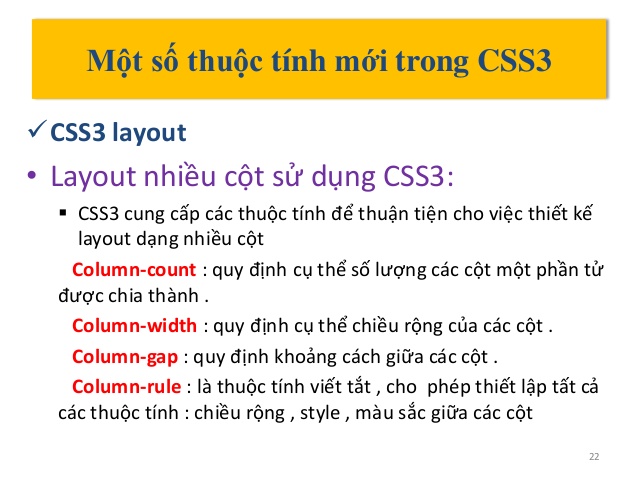 Một số thuộc tính mới trong CSS3
✓CSS3 layout
• Layout nhiều cột sử dụng CSS3:
▪ CSS3 cung cấp các thuộc tính để thuận tiện cho việc thiết kế
layout dạng nhiều cột
Column-count : quy định cụ thể số lượng các cột một phần tử
được chia thành .
Column-width : quy định cụ thể chiều rộng của các cột .
Column-gap : quy định khoảng cách giữa các cột .
Column-rule : là thuộc tính viết tắt , cho phép thiết lập tất cả
các thuộc tính : chiều rộng , style , màu sắc giữa các cột
22